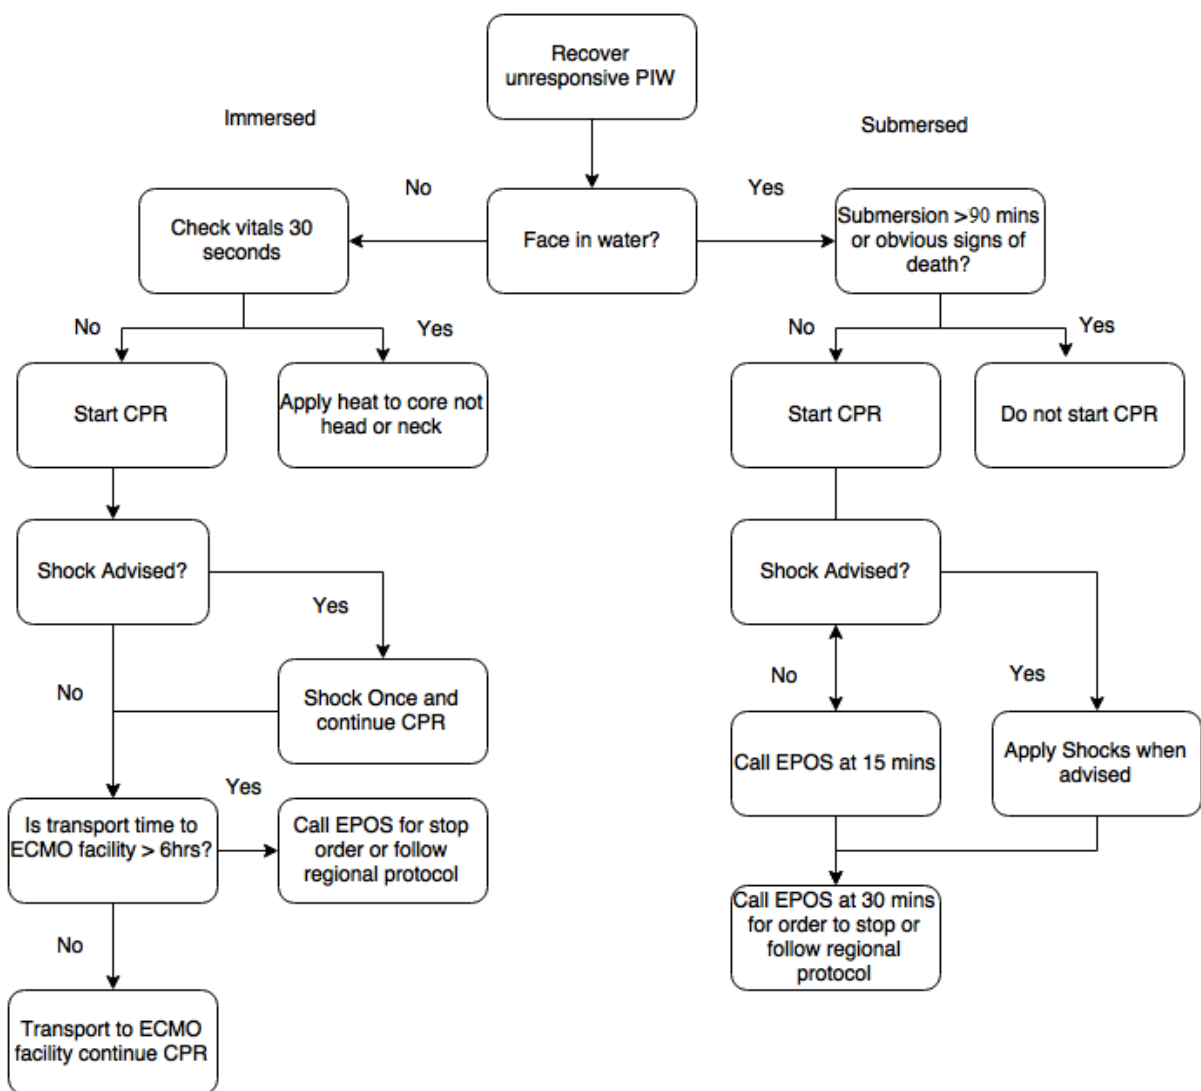 Recover
unresponsive PIW
Immersed
Submersed
No
Yes
Check vitals 30
seconds
Face in water?
Submersion >90 mins
or obvious signs of
death?
No
Yes
No
Yes
Start CPR
Apply heat to core not
head or neck
Start CPR
Do not start CPR
Shock Advised?
Yes
Shock Advised?
No
Shock Once and
continue CPR
No
Yes
Call EPOS at 15 mins
Apply Shocks when
advised
Yes
Is transport time to
ECMO facility > 6hrs?
Call EPOS for stop
order or follow
regional protocol
Call EPOS at 30 mins
for order to stop or
follow regional
protocol
No
Transport to ECMO
facility continue CPR